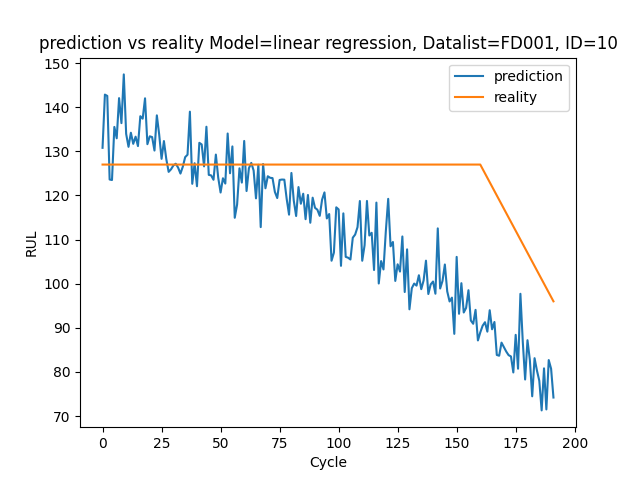 prediction vs reality Model=linear regression, Datalist=FD001, ID=10
prediction
reality
150
140
130
120
110
100
90
80
70
RUL
0 25 50 75 100 125 150 175 200
Cycle